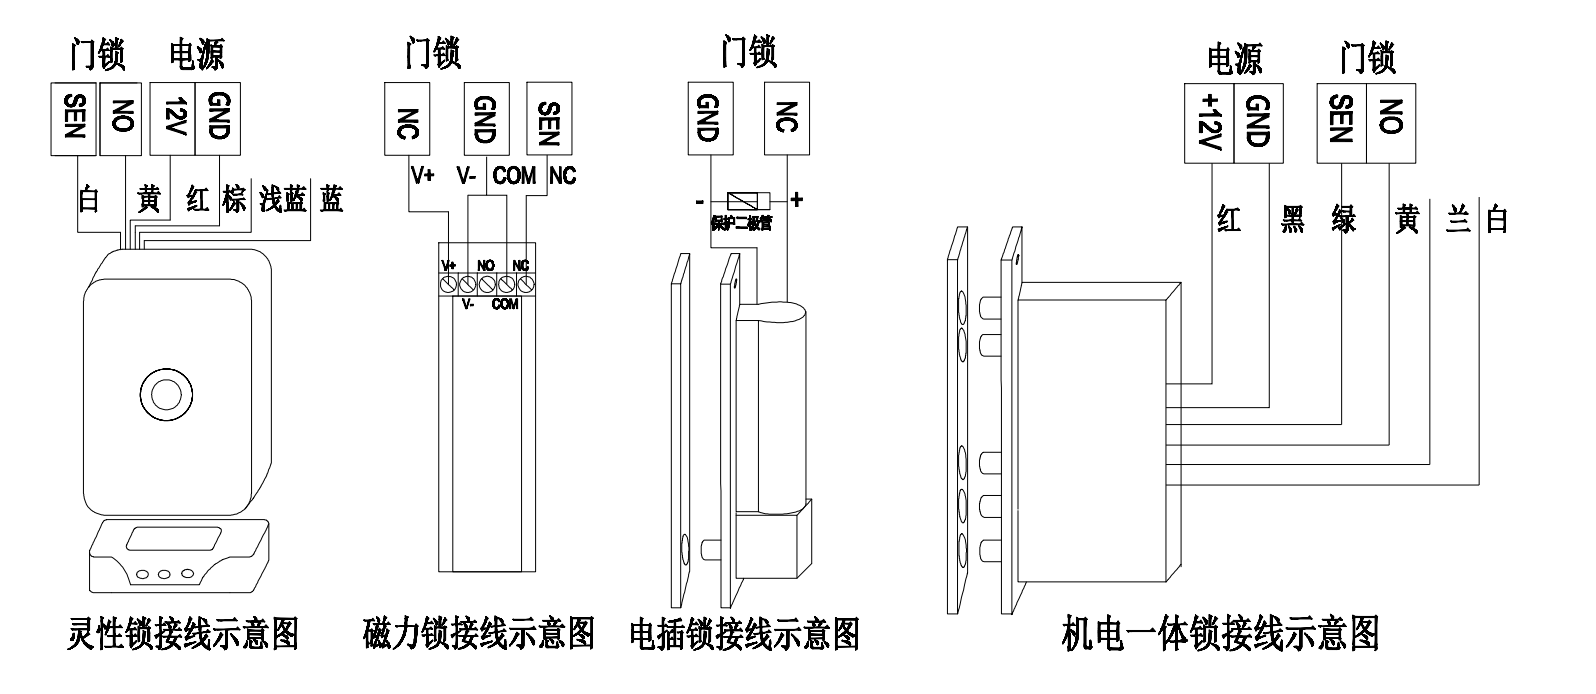 门锁 电源
SEN NO 12V GND
白 黄 红 棕 浅蓝 蓝
灵性锁接线示意图
门锁
NC GND SEN
V+ V- COM NC
V+ NO NC
V- COM
磁力锁接线示意图
门锁
GND NC
- +
保护二极管
电插锁接线示意图
电源 门锁
+12V GND SEN NO
红 黑 绿 黄 兰 白
机电一体锁接线示意图